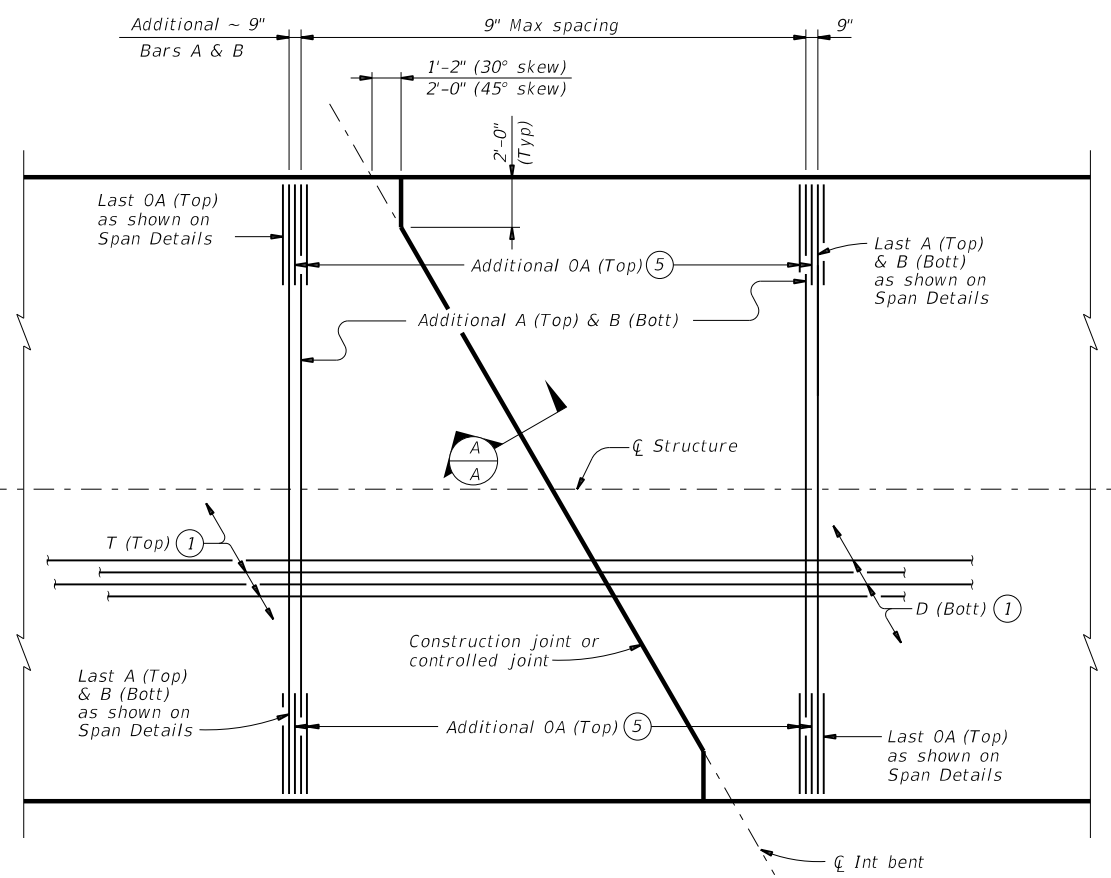 Additional ~ 9"
Bars A & B
9" Max spacing
9"
1'-2" (30° skew)
2'-0" (45° skew)
2'-0"
(Typ)
Last OA (Top)
as shown on
Span Details
Additional OA (Top) 5
Last A (Top)
& B (Bott)
as shown on
Span Details
Additional A (Top) & B (Bott)
A
A
℄ Structure
T (Top) 1
D (Bott) 1
Construction joint or
controlled joint
Last A (Top)
& B (Bott)
as shown on
Span Details
Additional OA (Top) 5
Last OA (Top)
as shown on
Span Details
℄ Int bent